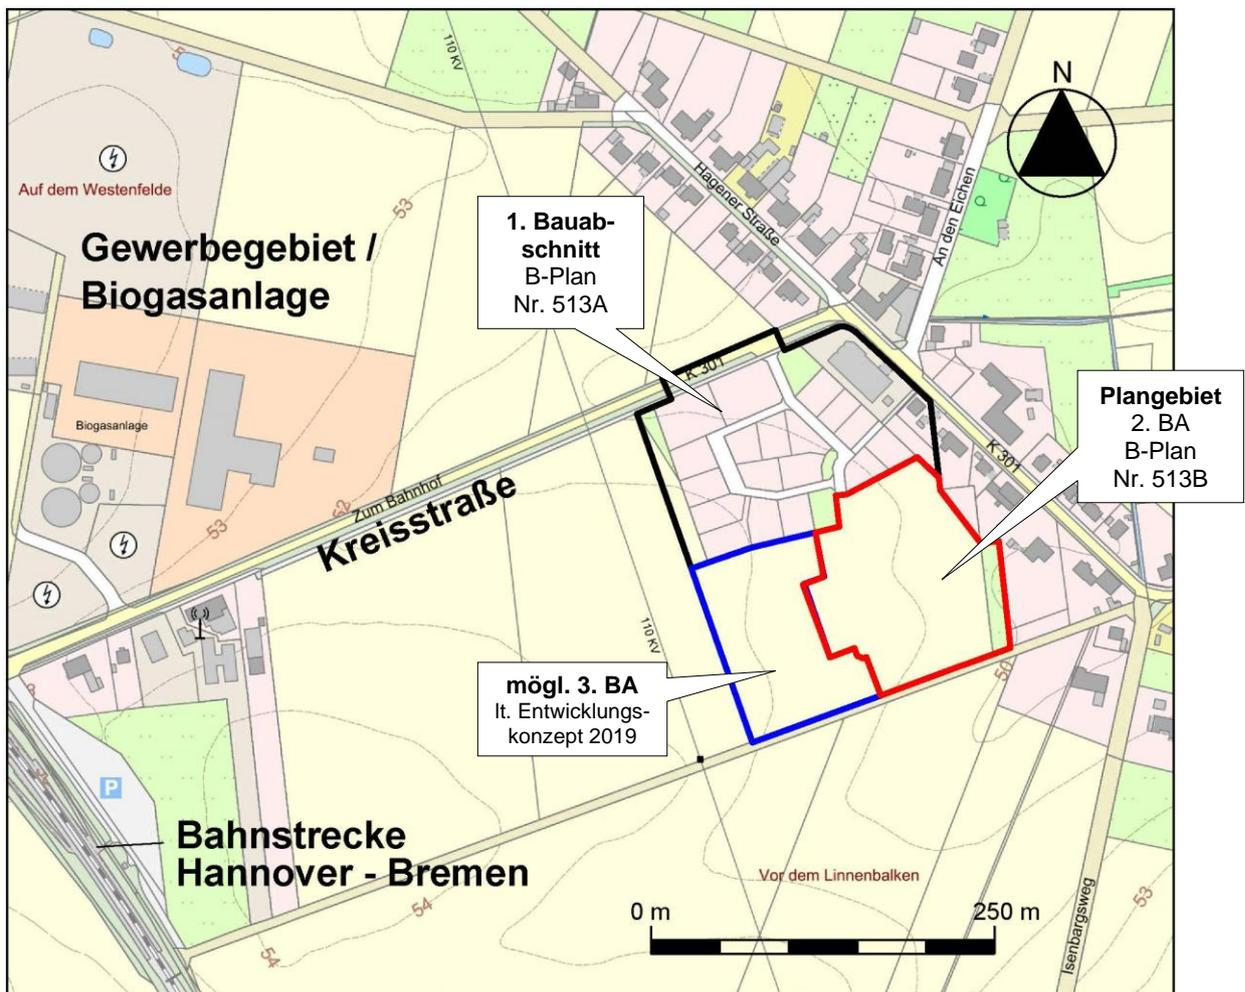 N
110 KV
Auf dem Westenfelde
53
Gewerbegebiet /
Biogasanlage
Hagener Straße
An den Eichen
1. Bauab-
schnitt
B-Plan
Nr. 513A
K 301
Plangebiet
2. BA
B-Plan
Nr. 513B
K 301
Biogasanlage
Zum Bahnhof
Kreisstraße
52
53
110 KV
mögl. 3. BA
lt. Entwicklungs-
konzept 2019
50
P
Bahnstrecke
Hannover - Bremen
Vor dem Linnenbalken
54
54
53
Isenbargsweg
0 m
250 m